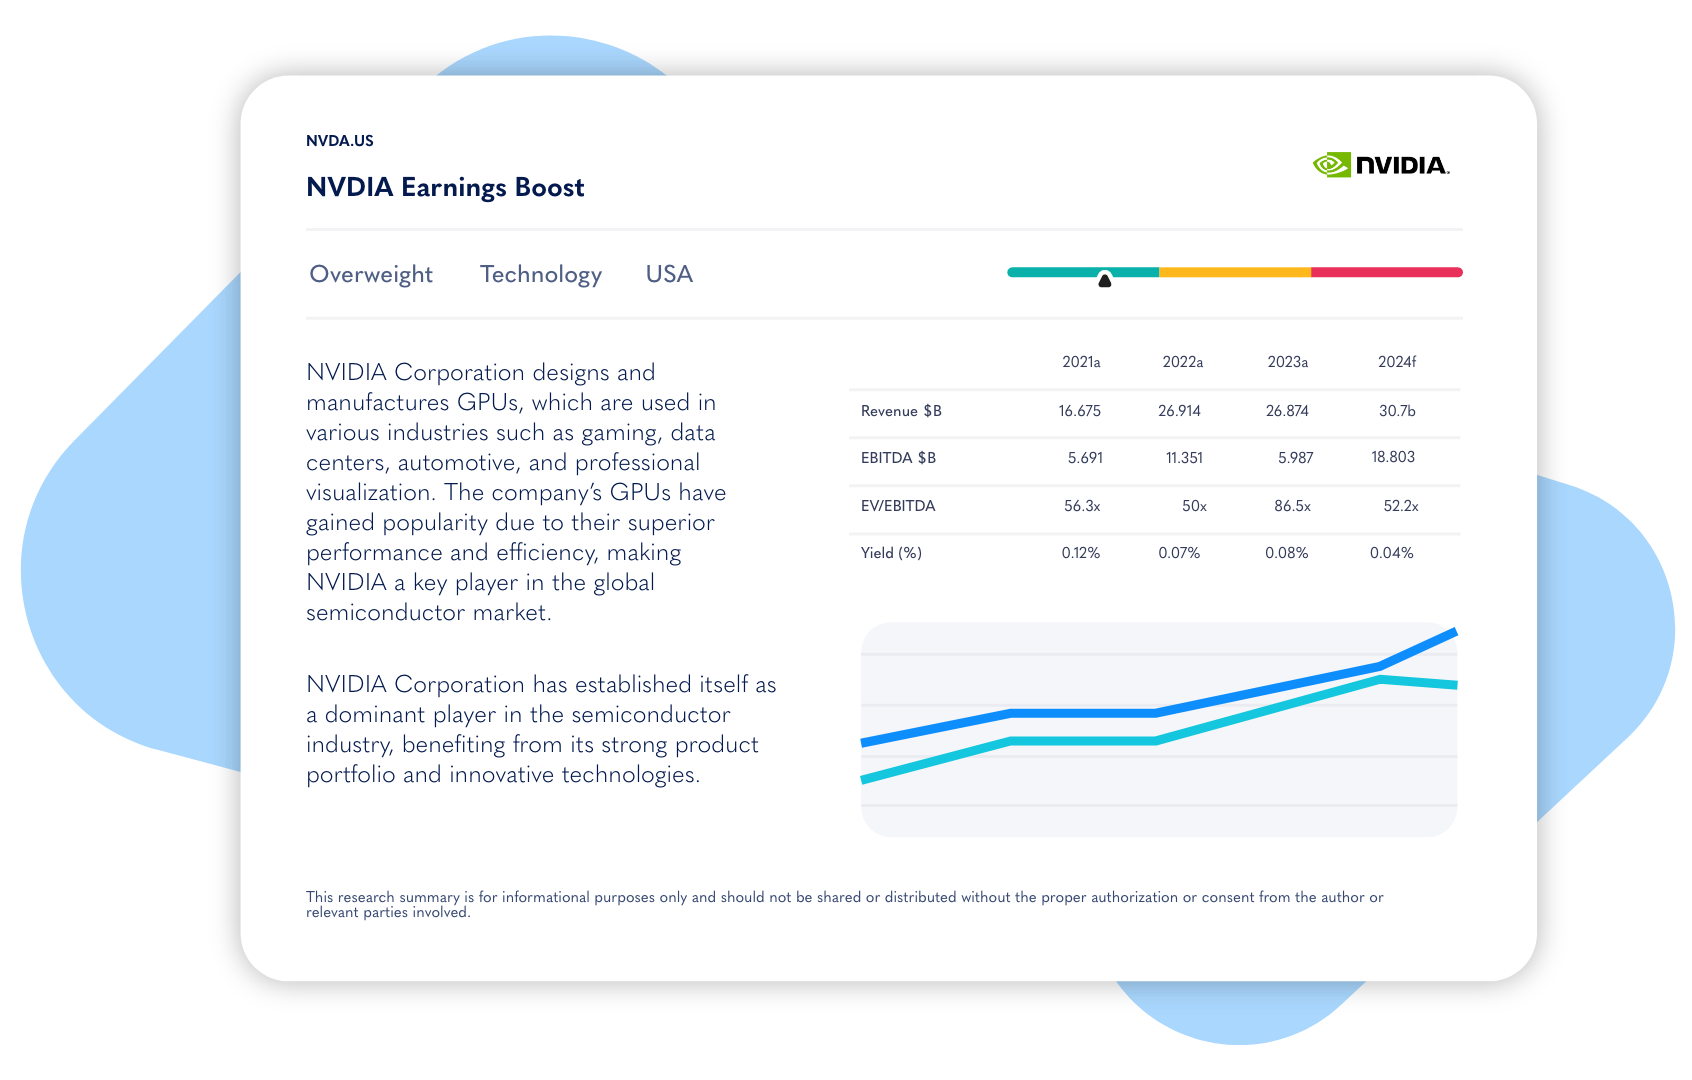 NVDA.US
NVDIA Earnings Boost
NVIDIA
Overweight Technology USA
NVIDIA Corporation designs and
manufactures GPUs, which are used in
various industries such as gaming, data
centers, automotive, and professional
visualization. The company’s GPUs have
gained popularity due to their superior
performance and efficiency, making
NVIDIA a key player in the global
semiconductor market.
NVIDIA Corporation has established itself as
a dominant player in the semiconductor
industry, benefiting from its strong product
portfolio and innovative technologies.
2021a 2022a 2023a 2024f
Revenue $B 16.675 26.914 26.874 30.7b
EBITDA $B 5.691 11.351 5.987 18.803
EV/EBITDA 56.3x 50x 86.5x 52.2x
Yield (%) 0.12% 0.07% 0.08% 0.04%
This research summary is for informational purposes only and should not be shared or distributed without the proper authorization or consent from the author or
relevant parties involved.